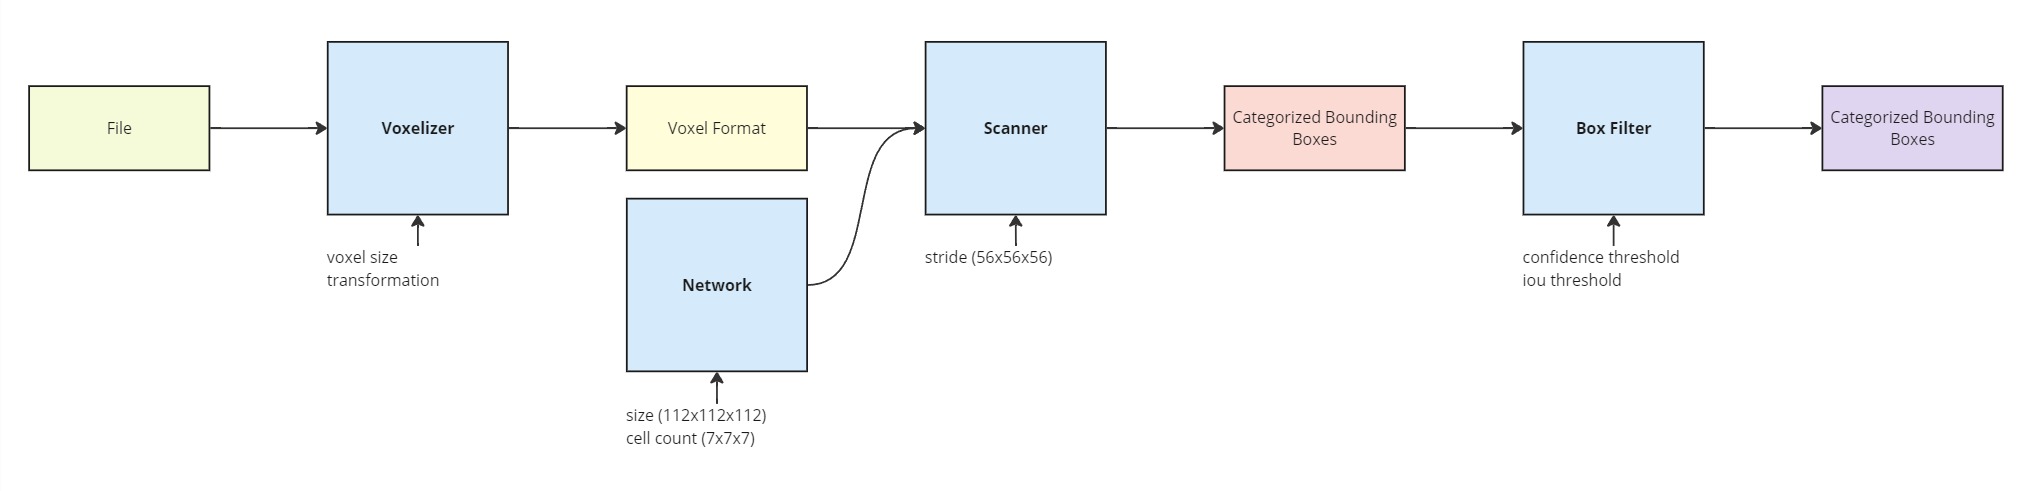 File
Voxelizer
voxel size
transformation
Voxel Format
Network
size (112x112x112)
cell count (7x7x7)
Scanner
stride (56x56x56)
Categorized Bounding
Boxes
Box Filter
confidence threshold
iou threshold
Categorized Bounding
Boxes